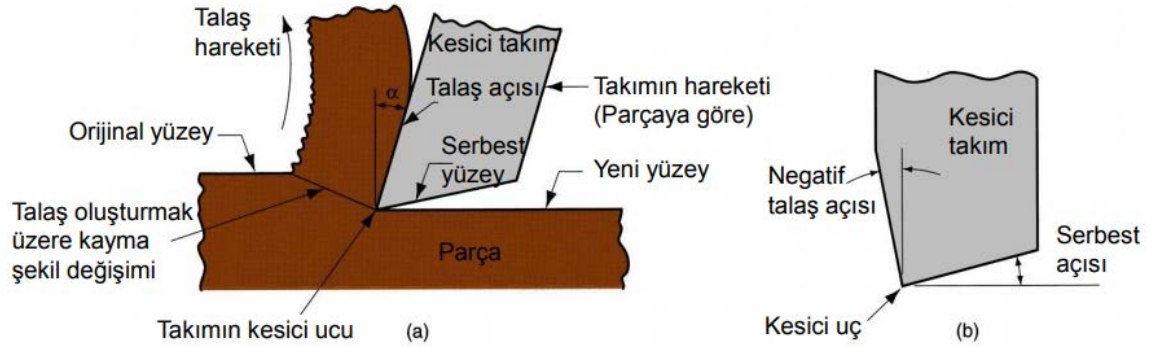 Talaş
hareketi
Kesici takım
α
Talaş açısı
Takımın hareketi
(Parçaya göre)
Orijinal yüzey
Serbest
yüzey
Yeni yüzey
Talaş oluşturmak
üzere kayma
şekil değişimi
Parça
Takımın kesici ucu
(a)
Kesici
takım
Negatif
talaş açısı
Serbest
açısı
Kesici uç
(b)